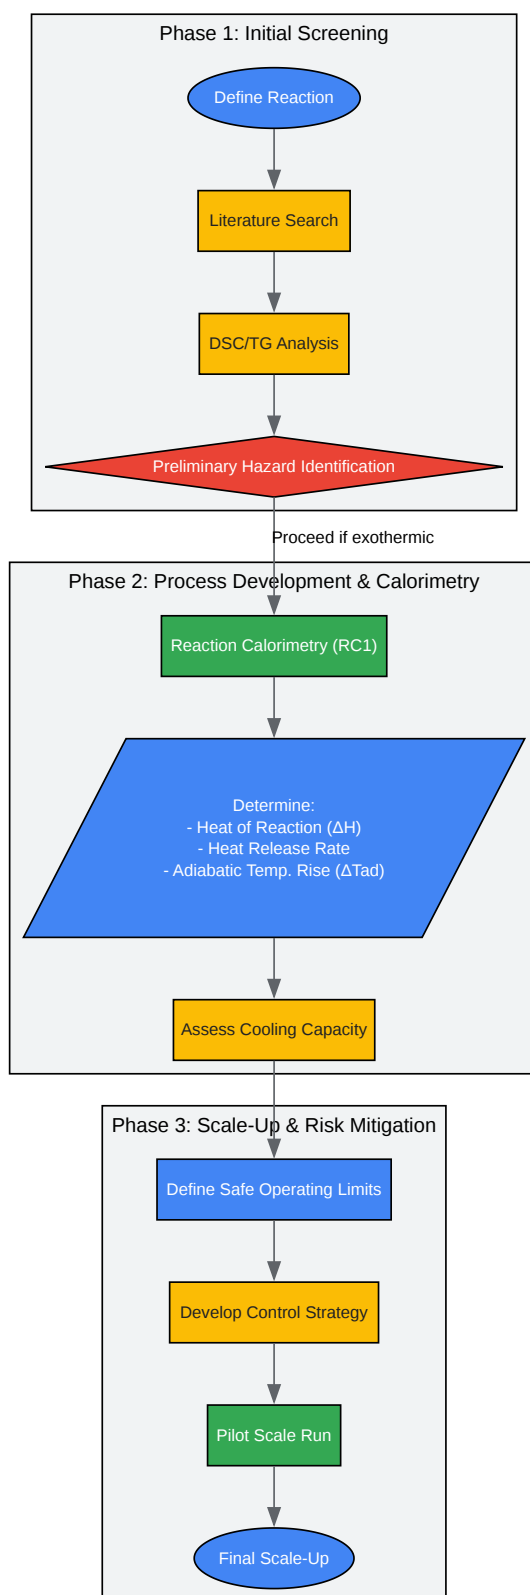 Phase 1: Initial Screening
Define Reaction
Literature Search
DSC/TG Analysis
Preliminary Hazard Identification
Proceed if exothermic
Phase 2: Process Development & Calorimetry
Reaction Calorimetry (RC1)
Determine:
- Heat of Reaction (ΔH)
- Heat Release Rate
- Adiabatic Temp. Rise (ΔTad)
Assess Cooling Capacity
Phase 3: Scale-Up & Risk Mitigation
Define Safe Operating Limits
Develop Control Strategy
Pilot Scale Run
Final Scale-Up